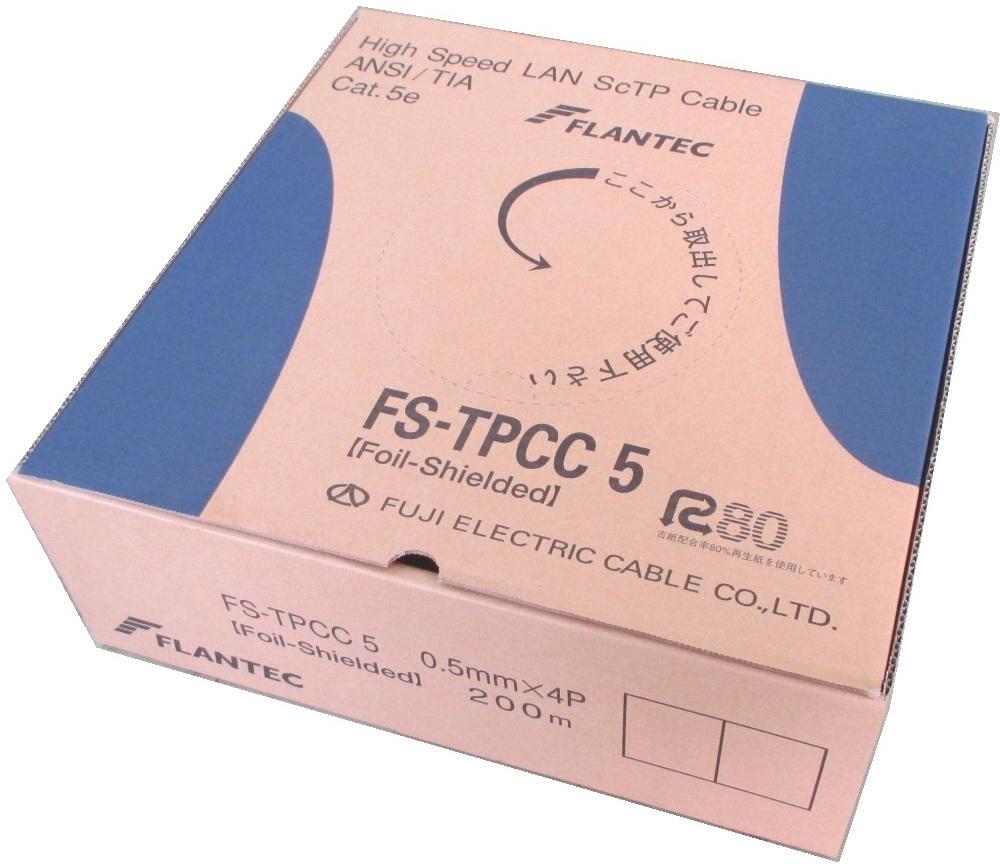 High Speed LAN ScTP Cable
ANSI/TIA
Cat.5e
FLANTEC
ここから取出してご使用下さい
FS-TPCC 5
[Foil-Shielded]
R80
古紙配合率80%再生紙を使用しています
FUJI ELECTRIC CABLE CO.,LTD.
FS-TPCC 5 0.5mm×4P
[Foil-Shielded] 200m
FLANTEC